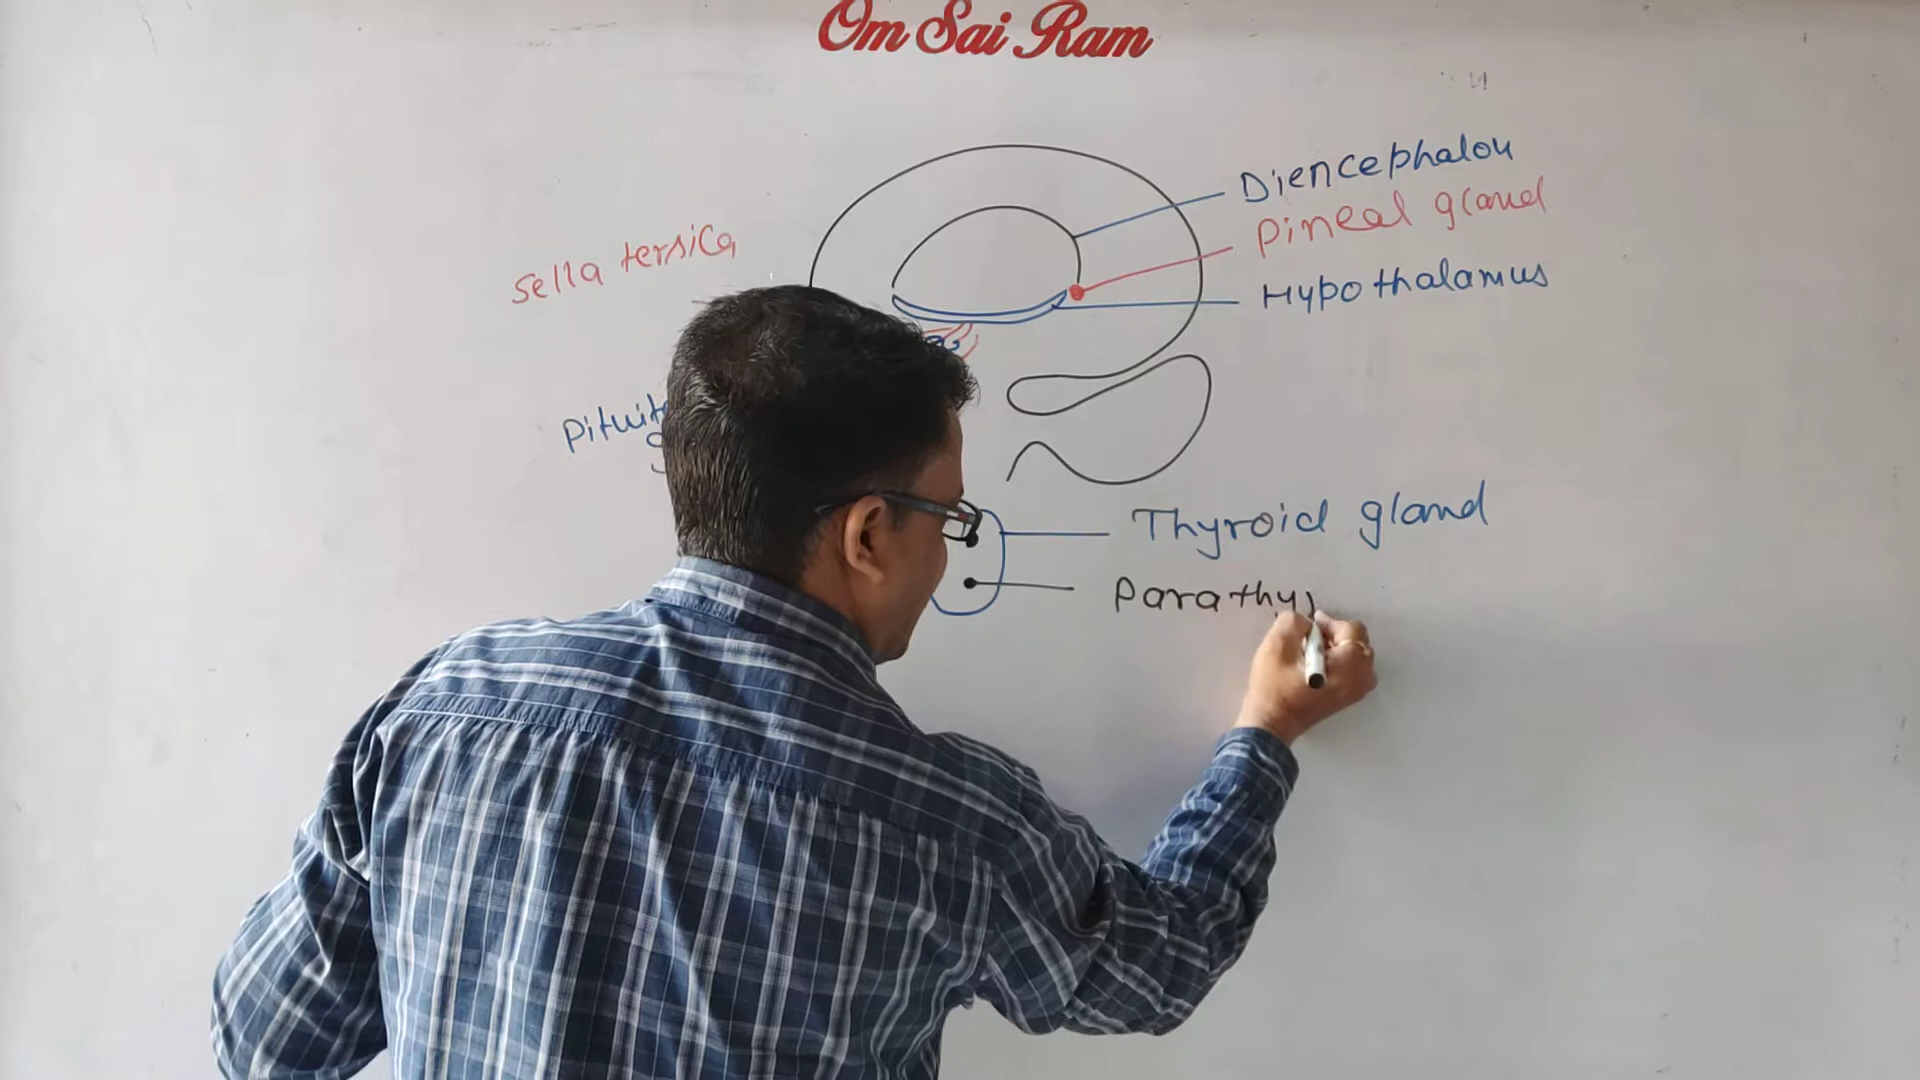 Om Sai Ram
Diencephalon
Pineal gland
Hypothalamus
sella tersica
Pituit
Thyroid gland
Parathy